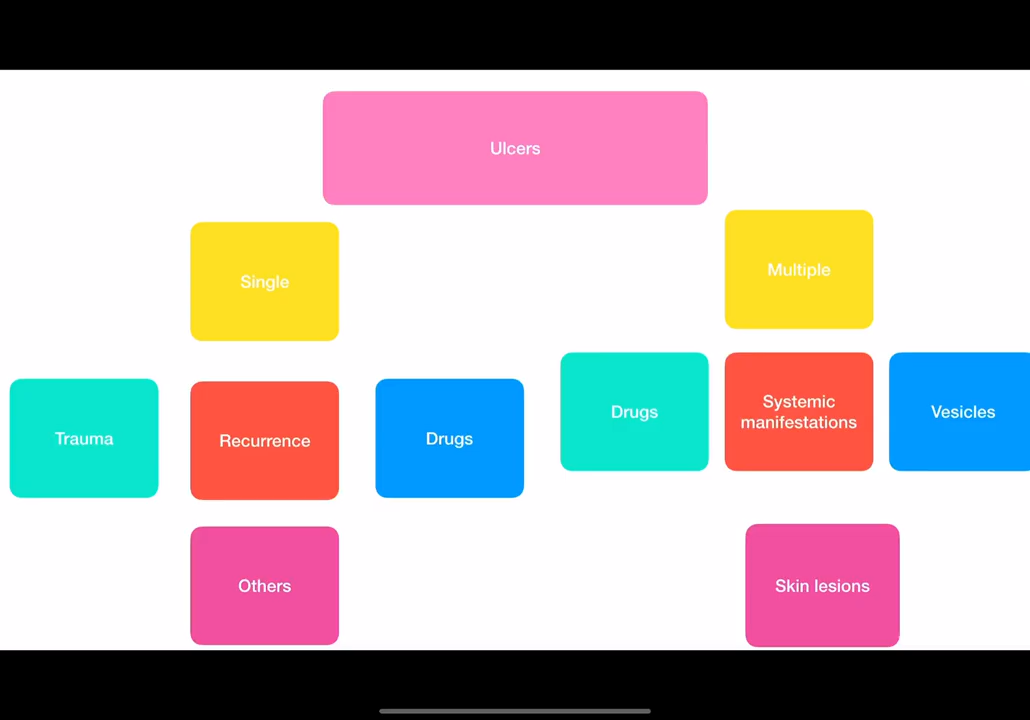 Ulcers
Single
Multiple
Trauma
Recurrence
Drugs
Drugs
Systemic
manifestations
Vesicles
Others
Skin lesions